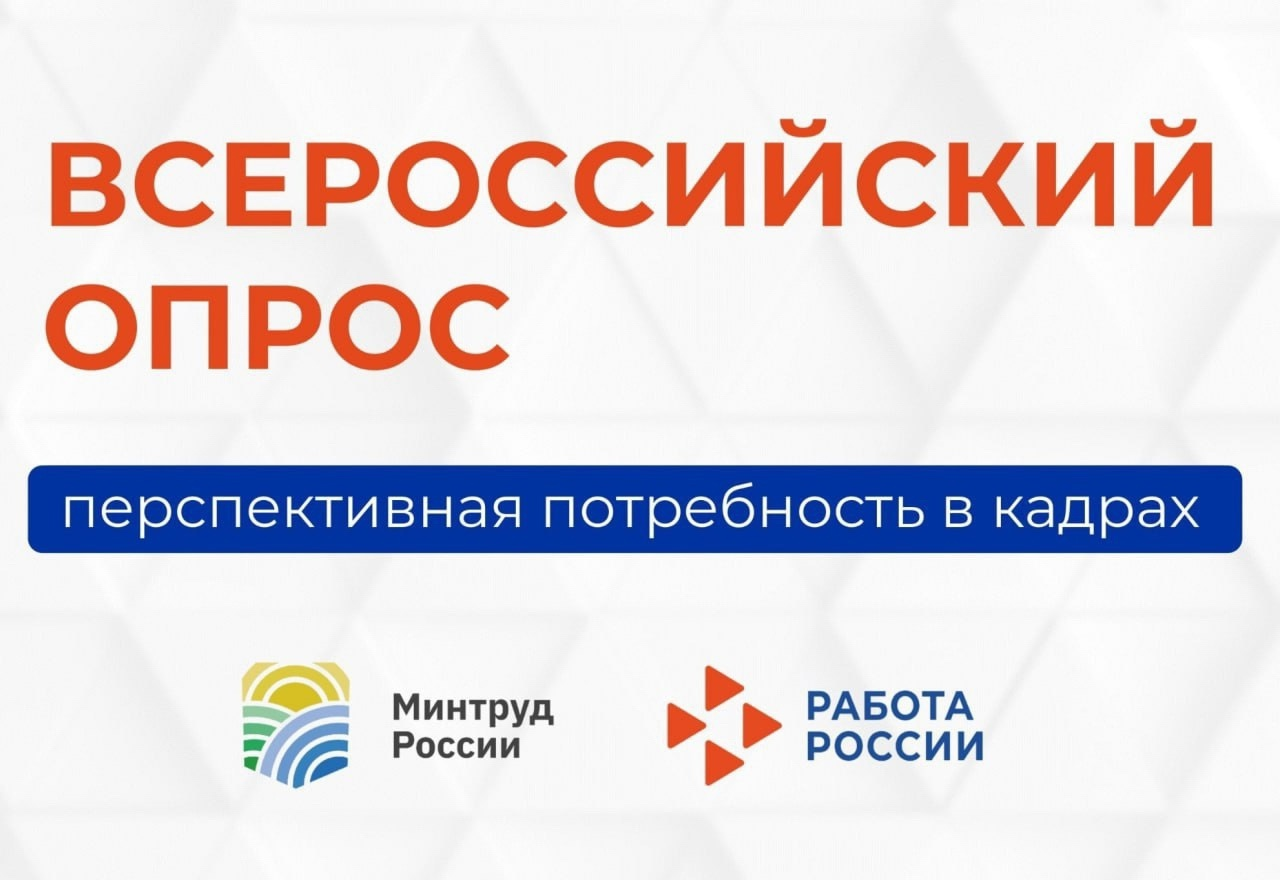 ВСЕРОССИЙСКИЙ
ОПРОС
перспективная потребность в кадрах
Минтруд
России
РАБОТА
РОССИИ